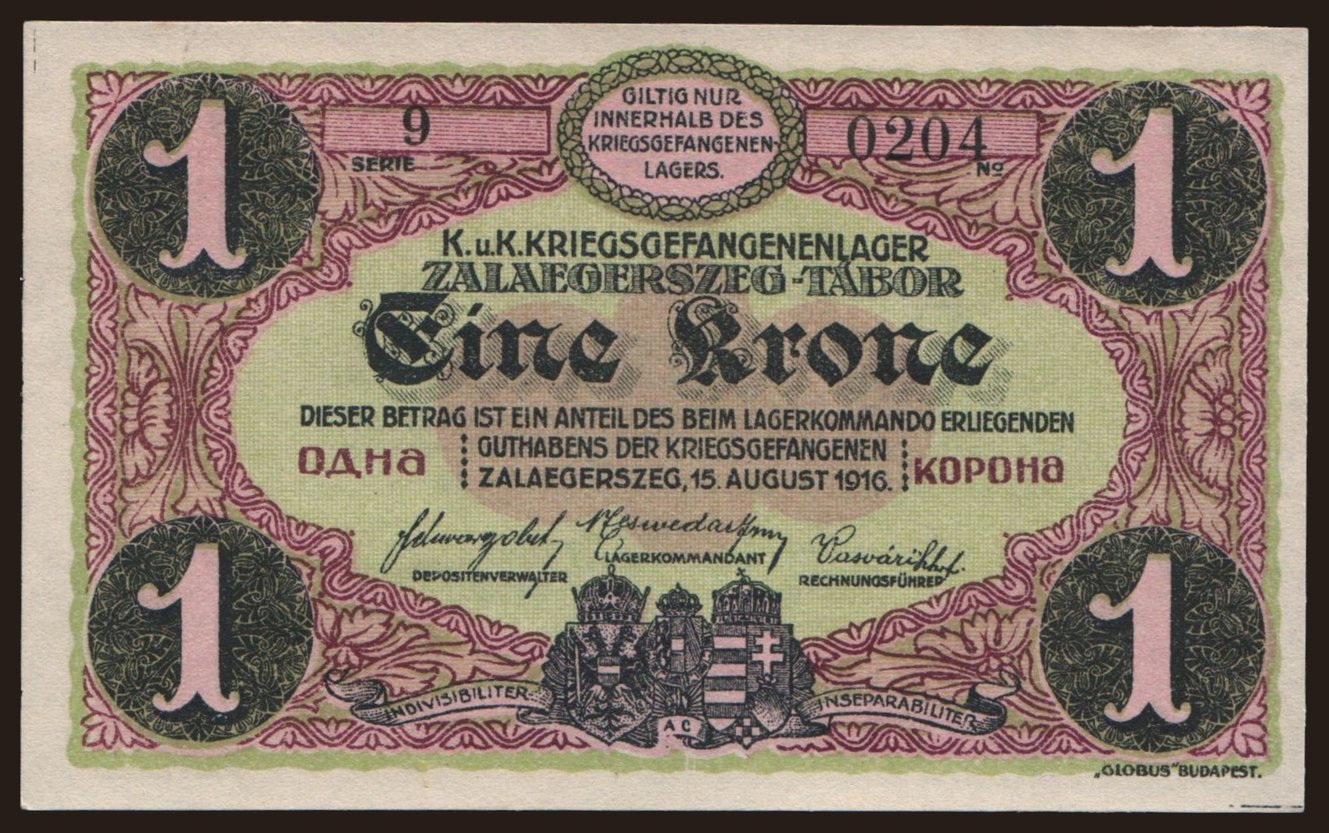 1
1
GILTIG NUR
INNERHALB DES
KRIEGSGEFANGENEN-
LAGERS.
9
SERIE
0204
Nº
K. u. K. KRIEGSGEFANGENENLAGER
ZALAEGERSZEG-TÁBOR
Eine Krone
DIESER BETRAG IST EIN ANTEIL DES BEIM LAGERKOMMANDO ERLIEGENDEN
GUTHABENS DER KRIEGSGEFANGENEN
ОДНА
КОРОНА
ZALAEGERSZEG, 15. AUGUST 1916.
DEPOSITENVERWALTER
LAGERKOMMANDANT
RECHNUNGSFÜHRER
1
1
INDIVISIBILITER
AC
INSEPARABILITER
„GLOBUS" BUDAPEST.